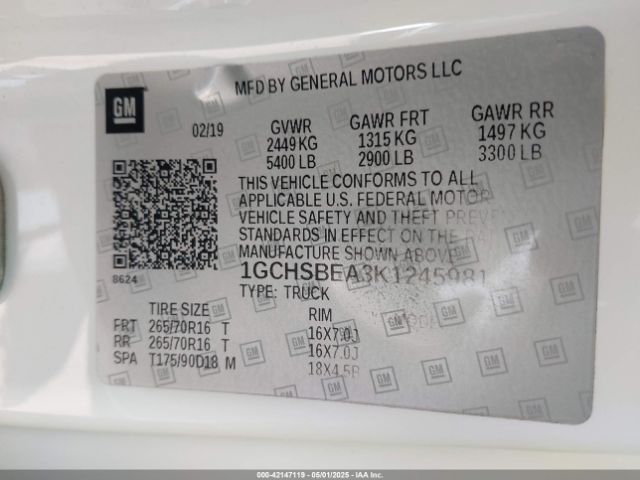 MFD BY GENERAL MOTORS LLC
GM
02/19
GVWR GAWR FRT GAWR RR
2449 KG 1315 KG 1497 KG
5400 LB 2900 LB 3300 LB
THIS VEHICLE CONFORMS TO ALL
APPLICABLE U.S. FEDERAL MOTOR
VEHICLE SAFETY AND THEFT
STANDARDS IN EFFECT ON THE
MANUFACTURE SHOWN ABOVE
8624
1GCHSBEA3K1245981
TYPE: TRUCK
TIRE SIZE RIM
FRT 265/70R16 T 16X7.0J
RR 265/70R16 T 16X7.0J
SPA T175/90D18 M 18X4.5B
000-42147119 | 05/01/2025 - IAA Inc.